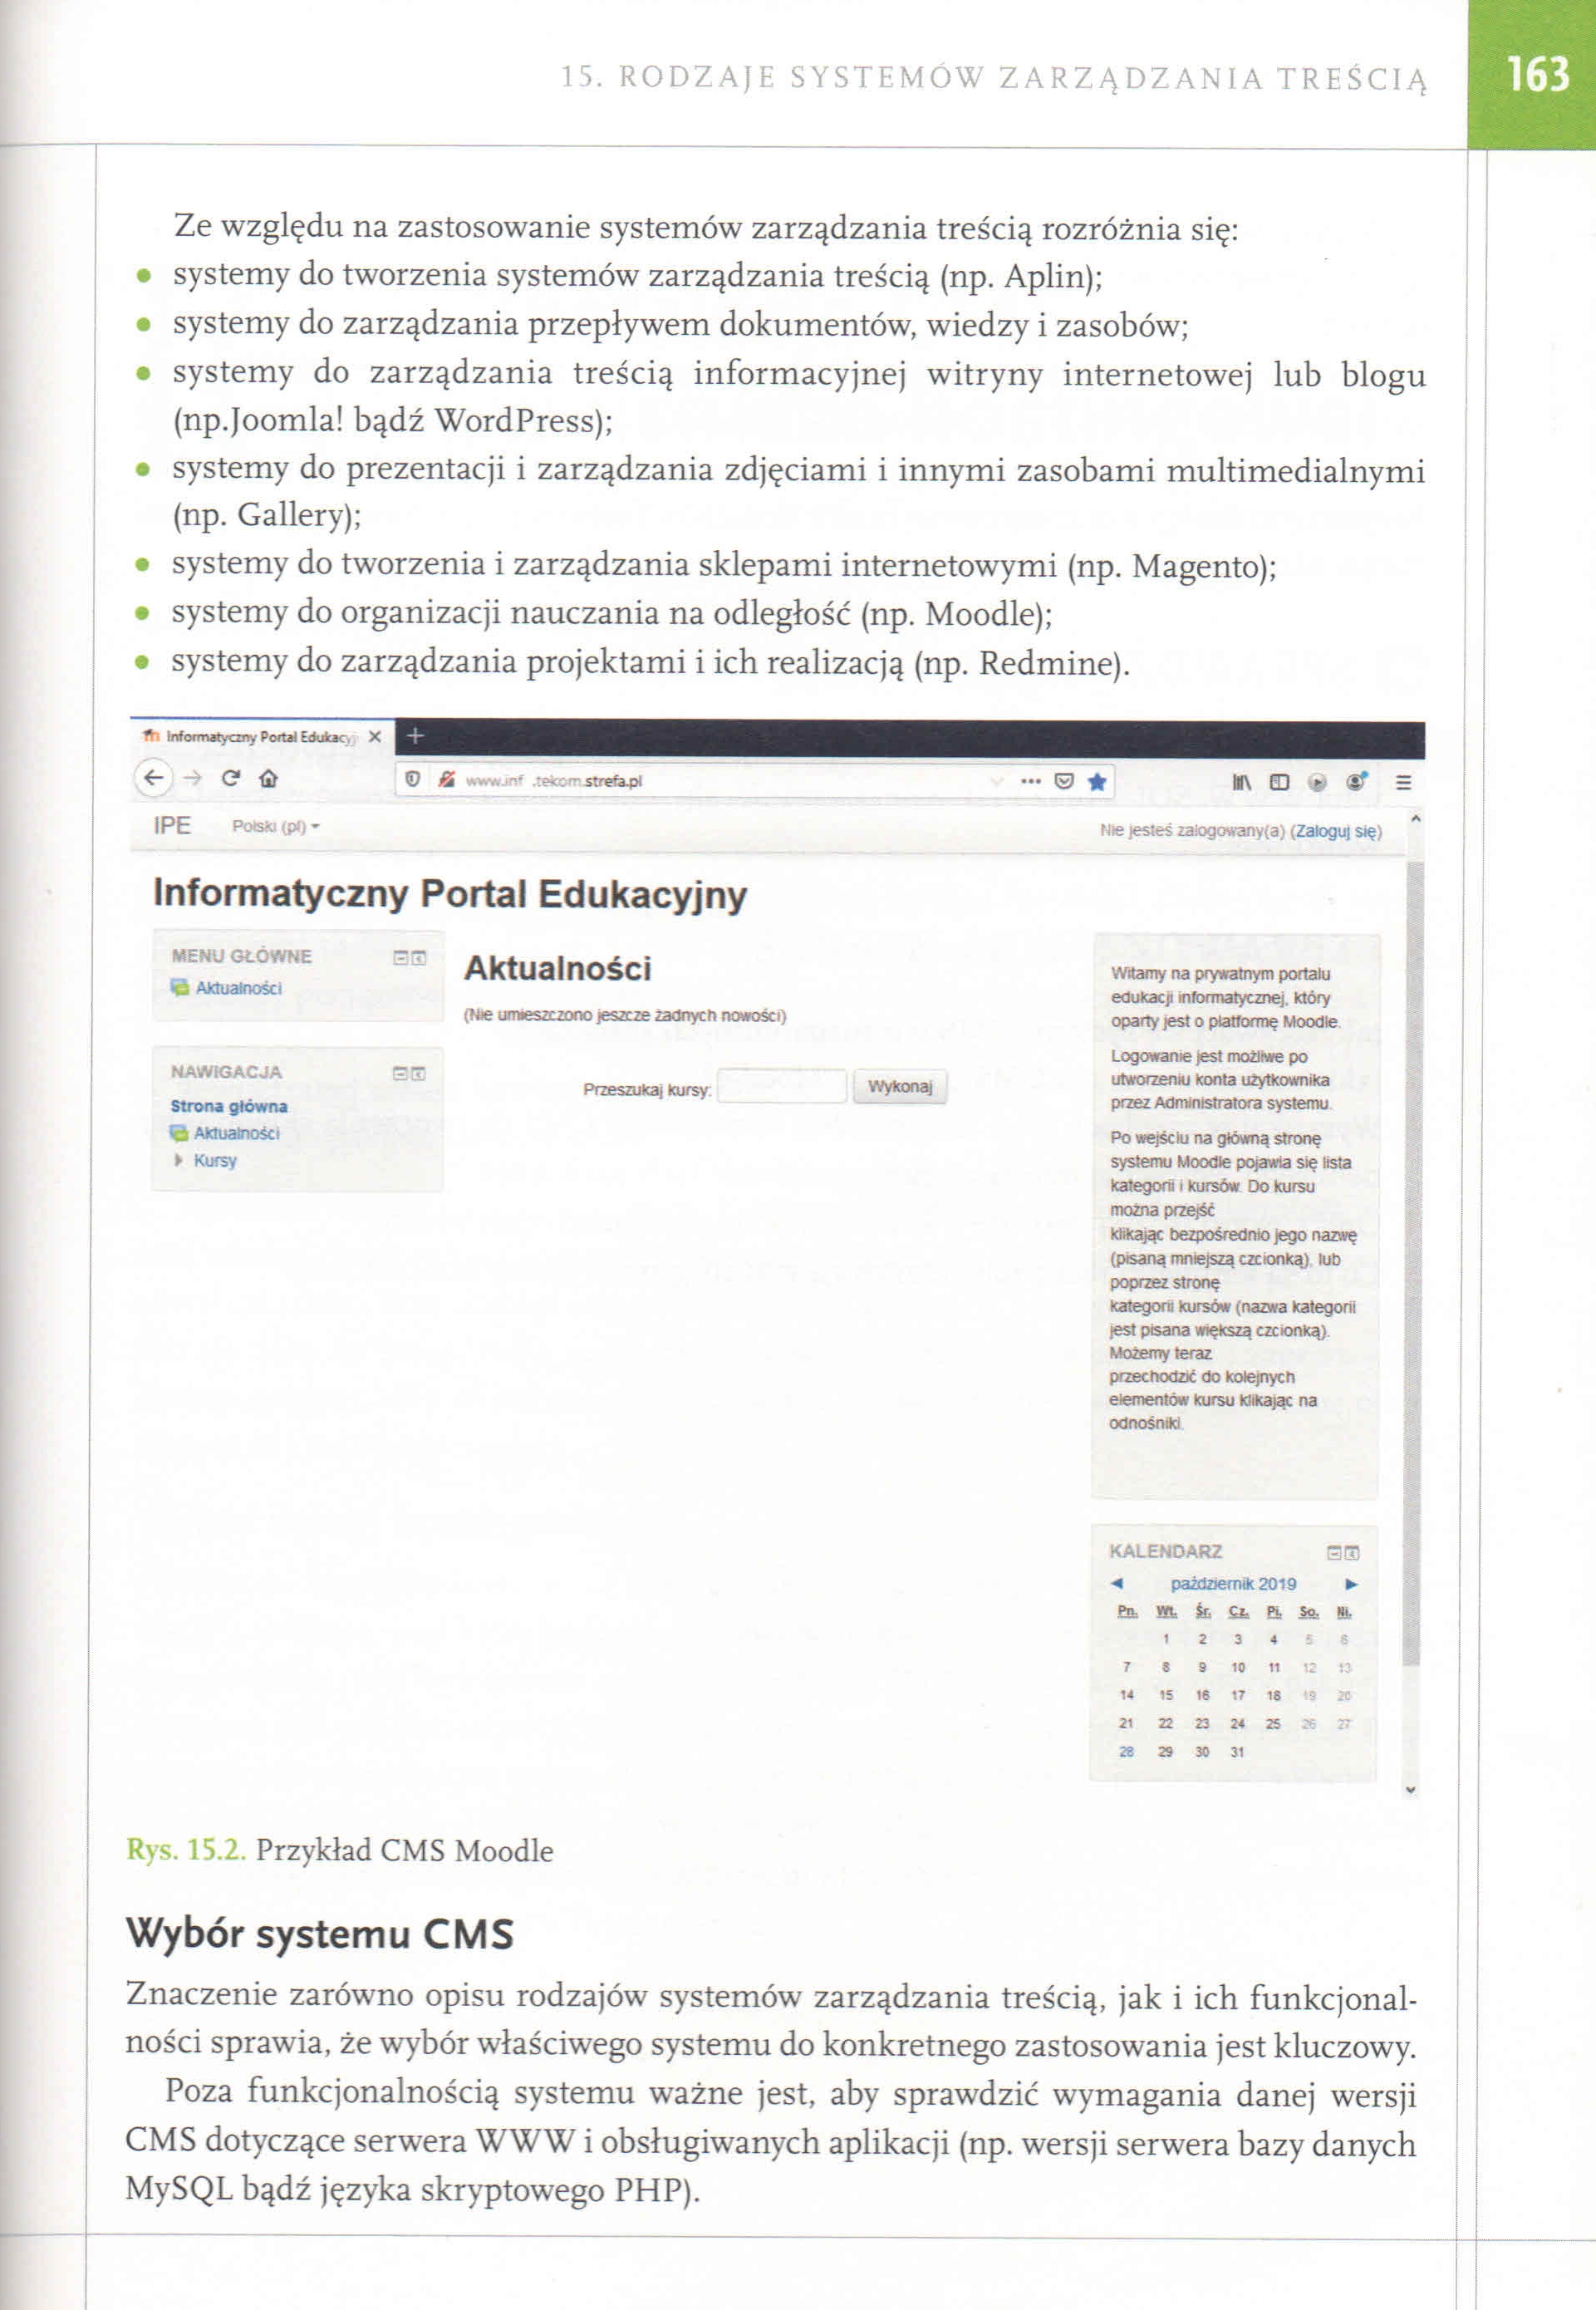 15. RODZAJE SYSTEMÓW ZARZĄDZANIA TREŚCIĄ
163
Ze względu na zastosowanie systemów zarządzania treścią rozróżnia się:
• systemy do tworzenia systemów zarządzania treścią (np. Aplin);
• systemy do zarządzania przepływem dokumentów, wiedzy i zasobów;
• systemy do zarządzania treścią informacyjnej witryny internetowej lub blogu
(np.Joomla! bądź WordPress);
• systemy do prezentacji i zarządzania zdjęciami i innymi zasobami multimedialnymi
(np. Gallery);
• systemy do tworzenia i zarządzania sklepami internetowymi (np. Magento);
• systemy do organizacji nauczania na odległość (np. Moodle);
• systemy do zarządzania projektami i ich realizacją (np. Redmine).
Informatyczny Portal Edukacyj
www.inf .tekom.strefa.pl
IPE Polski (pl)
Nie jesteś zalogowany(a) (Zaloguj się)
Informatyczny Portal Edukacyjny
MENU GŁÓWNE
Aktualności
NAWIGACJA
Strona główna
Aktualności
Kursy
Aktualności
(Nie umieszczono jeszcze żadnych nowości)
Przeszukaj kursy: Wykonaj
Witamy na prywatnym portalu
edukacji informatycznej, który
oparty jest o platformę Moodle.
Logowanie jest możliwe po
utworzeniu konta użytkownika
przez Administratora systemu.
Po wejściu na główną stronę
systemu Moodle pojawia się lista
kategorii i kursów. Do kursu
można przejść
klikając bezpośrednio jego nazwę
(pisaną mniejszą czcionką), lub
poprzez stronę
kategorii kursów (nazwa kategorii
jest pisana większą czcionką).
Możemy teraz
przechodzić do kolejnych
elementów kursu klikając na
odnośniki.
KALENDARZ
październik 2019
Pn. Wt. Śr. Cz. Pi. So. Ni.
1 2 3 4 5 6
7 8 9 10 11 12 13
14 15 16 17 18 19 20
21 22 23 24 25 26 27
28 29 30 31
Rys. 15.2. Przykład CMS Moodle
Wybór systemu CMS
Znaczenie zarówno opisu rodzajów systemów zarządzania treścią, jak i ich funkcjonal-
ności sprawia, że wybór właściwego systemu do konkretnego zastosowania jest kluczowy.
Poza funkcjonalnością systemu ważne jest, aby sprawdzić wymagania danej wersji
CMS dotyczące serwera WWW i obsługiwanych aplikacji (np. wersji serwera bazy danych
MySQL bądź języka skryptowego PHP).